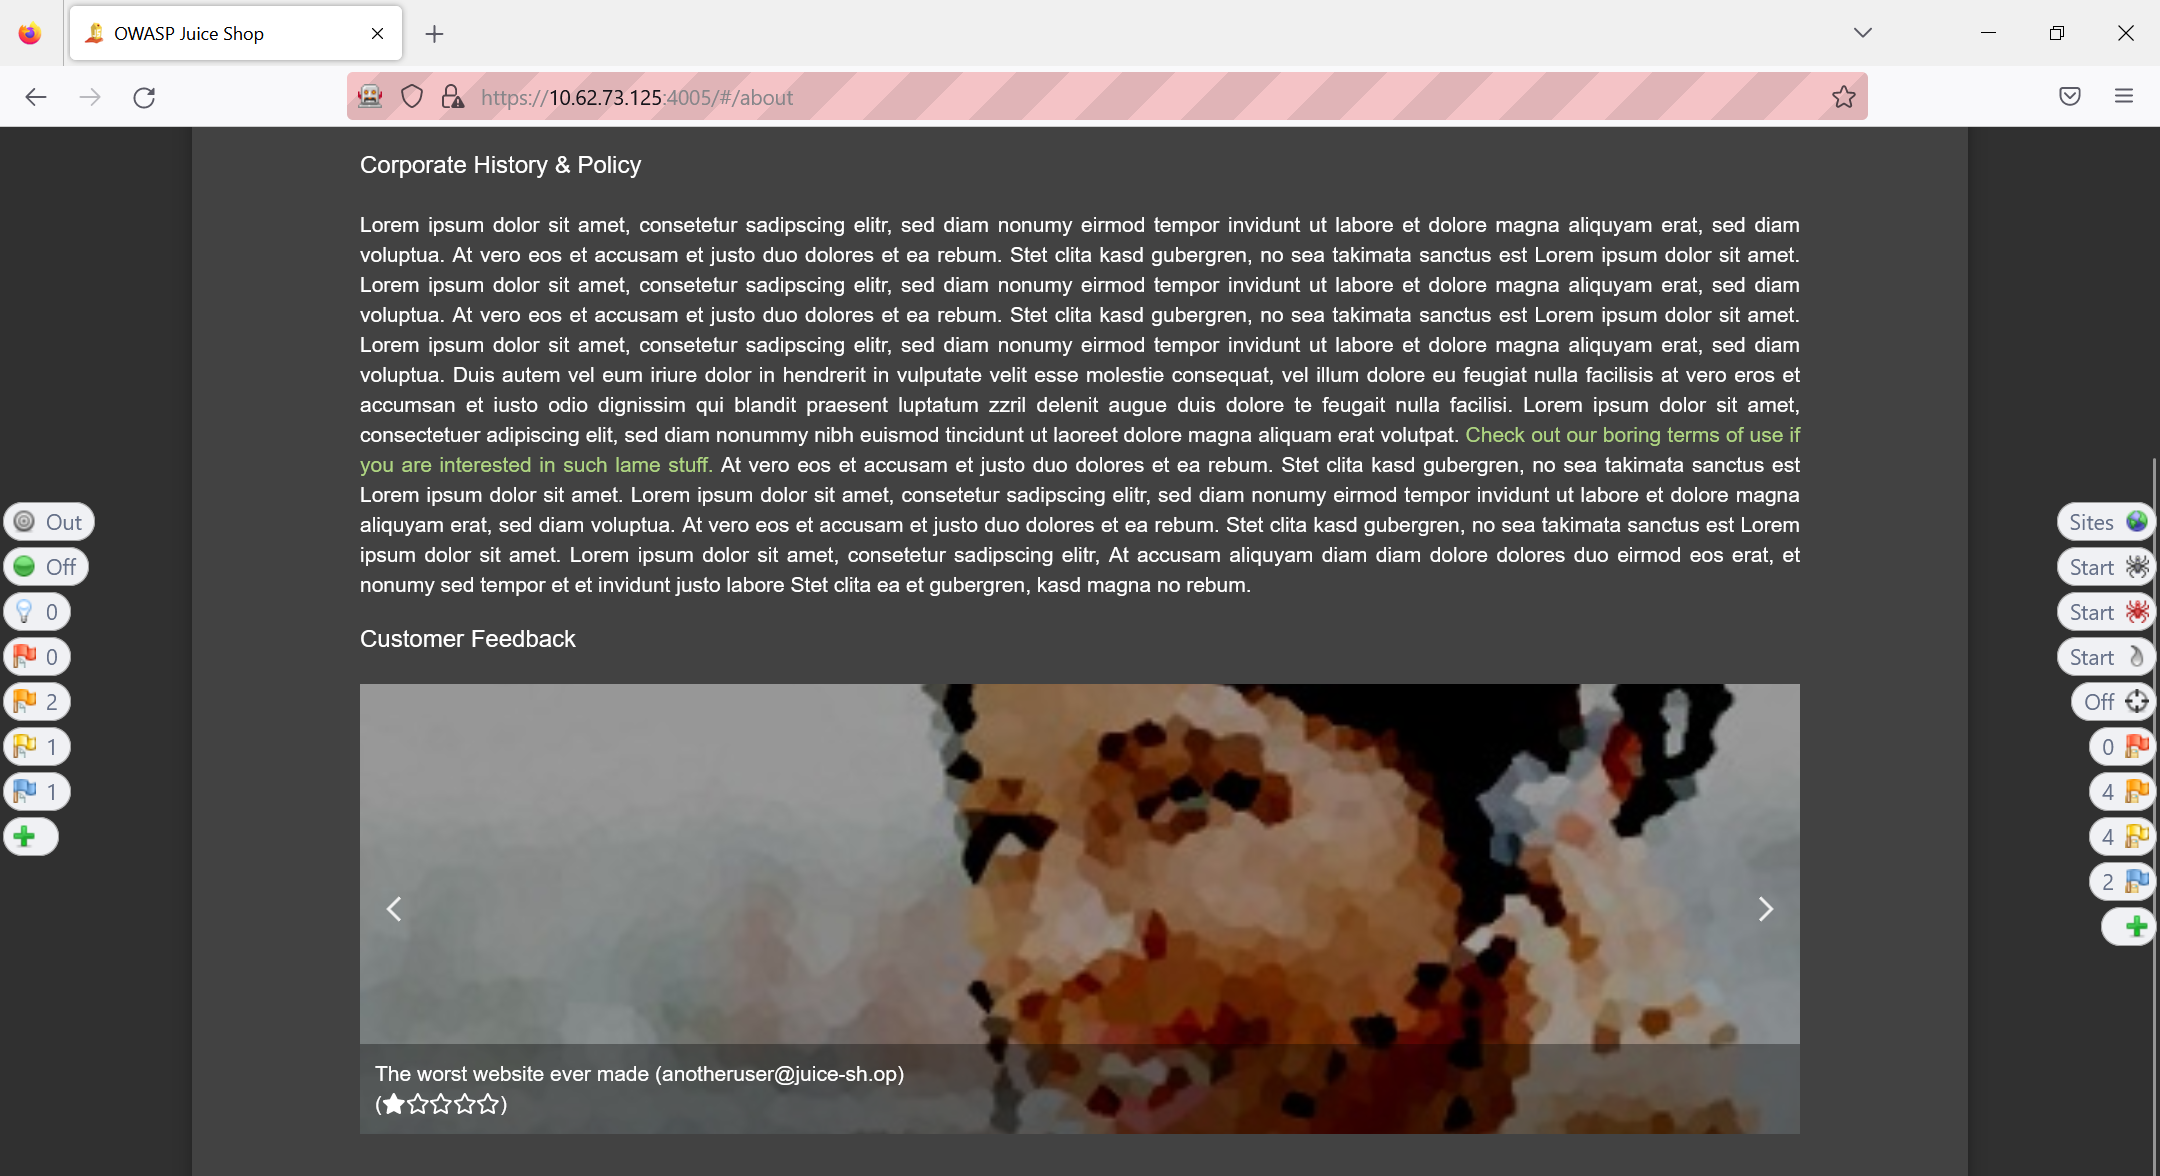 OWASP Juice Shop
https://10.62.73.125:4005/#/about
Corporate History & Policy
Lorem ipsum dolor sit amet, consetetur sadipscing elitr, sed diam nonumy eirmod tempor invidunt ut labore et dolore magna aliquyam erat, sed diam
voluptua. At vero eos et accusam et justo duo dolores et ea rebum. Stet clita kasd gubergren, no sea takimata sanctus est Lorem ipsum dolor sit amet.
Lorem ipsum dolor sit amet, consetetur sadipscing elitr, sed diam nonumy eirmod tempor invidunt ut labore et dolore magna aliquyam erat, sed diam
voluptua. At vero eos et accusam et justo duo dolores et ea rebum. Stet clita kasd gubergren, no sea takimata sanctus est Lorem ipsum dolor sit amet.
Lorem ipsum dolor sit amet, consetetur sadipscing elitr, sed diam nonumy eirmod tempor invidunt ut labore et dolore magna aliquyam erat, sed diam
voluptua. Duis autem vel eum iriure dolor in hendrerit in vulputate velit esse molestie consequat, vel illum dolore eu feugiat nulla facilisis at vero eros et
accumsan et iusto odio dignissim qui blandit praesent luptatum zzril delenit augue duis dolore te feugait nulla facilisi. Lorem ipsum dolor sit amet,
consectetuer adipiscing elit, sed diam nonummy nibh euismod tincidunt ut laoreet dolore magna aliquam erat volutpat. Check out our boring terms of use if
you are interested in such lame stuff. At vero eos et accusam et justo duo dolores et ea rebum. Stet clita kasd gubergren, no sea takimata sanctus est
Lorem ipsum dolor sit amet. Lorem ipsum dolor sit amet, consetetur sadipscing elitr, sed diam nonumy eirmod tempor invidunt ut labore et dolore magna
aliquyam erat, sed diam voluptua. At vero eos et accusam et justo duo dolores et ea rebum. Stet clita kasd gubergren, no sea takimata sanctus est Lorem
ipsum dolor sit amet. Lorem ipsum dolor sit amet, consetetur sadipscing elitr, At accusam aliquyam diam diam dolore dolores duo eirmod eos erat, et
nonumy sed tempor et et invidunt justo labore Stet clita ea et gubergren, kasd magna no rebum.
Customer Feedback
The worst website ever made (anotheruser@juice-sh.op)
(★☆☆☆☆)
Out
Off
0
0
2
1
1
Sites
Start
Start
Start
Off
0
4
4
2